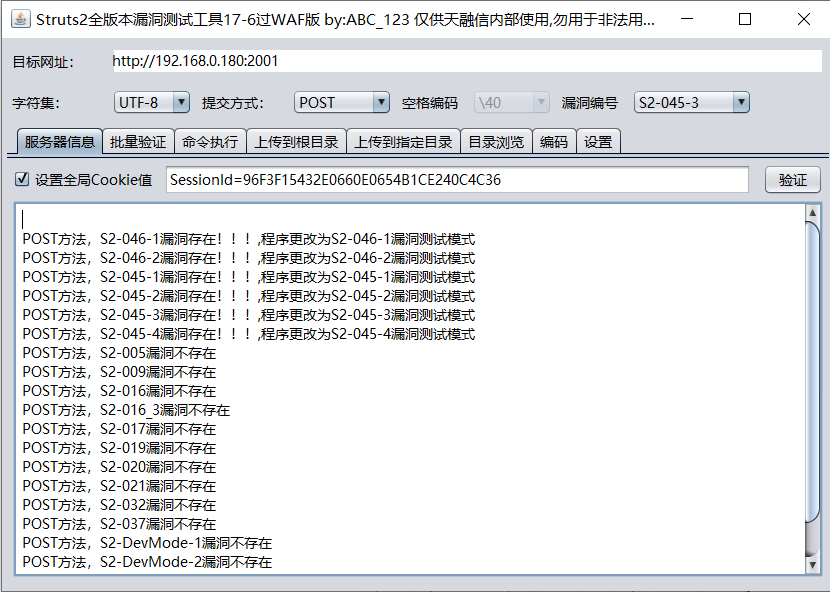 Struts2全版本漏洞测试工具17-6过WAF版 by:ABC_123 仅供天融信内部使用,勿用于非法用...
目标网址: http://192.168.0.180:2001
字符集: UTF-8 提交方式: POST 空格编码 \40 漏洞编号 S2-045-3
服务器信息 批量验证 命令执行 上传到根目录 上传到指定目录 目录浏览 编码 设置
设置全局Cookie值 SessionId=96F3F15432E0660E0654B1CE240C4C36 验证
POST方法，S2-046-1漏洞存在！！！,程序更改为S2-046-1漏洞测试模式
POST方法，S2-046-2漏洞存在！！！,程序更改为S2-046-2漏洞测试模式
POST方法，S2-045-1漏洞存在！！！,程序更改为S2-045-1漏洞测试模式
POST方法，S2-045-2漏洞存在！！！,程序更改为S2-045-2漏洞测试模式
POST方法，S2-045-3漏洞存在！！！,程序更改为S2-045-3漏洞测试模式
POST方法，S2-045-4漏洞存在！！！,程序更改为S2-045-4漏洞测试模式
POST方法，S2-005漏洞不存在
POST方法，S2-009漏洞不存在
POST方法，S2-016漏洞不存在
POST方法，S2-016_3漏洞不存在
POST方法，S2-017漏洞不存在
POST方法，S2-019漏洞不存在
POST方法，S2-020漏洞不存在
POST方法，S2-021漏洞不存在
POST方法，S2-032漏洞不存在
POST方法，S2-037漏洞不存在
POST方法，S2-DevMode-1漏洞不存在
POST方法，S2-DevMode-2漏洞不存在